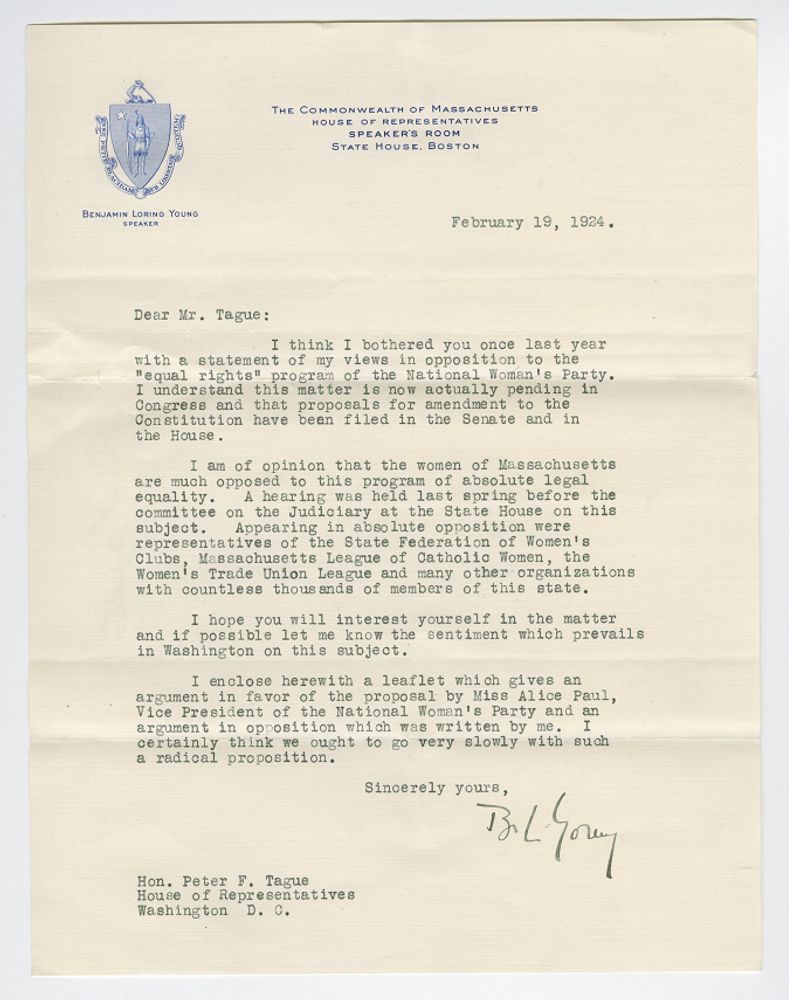 THE COMMONWEALTH OF MASSACHUSETTS
HOUSE OF REPRESENTATIVES
SPEAKER'S ROOM
STATE HOUSE, BOSTON
BENJAMIN LORING YOUNG
SPEAKER
February 19, 1924.
Dear Mr. Tague:
I think I bothered you once last year
with a statement of my views in opposition to the
"equal rights" program of the National Woman's Party.
I understand this matter is now actually pending in
Congress and that proposals for amendment to the
Constitution have been filed in the Senate and in
the House.
I am of opinion that the women of Massachusetts
are much opposed to this program of absolute legal
equality. A hearing was held last spring before the
committee on the Judiciary at the State House on this
subject. Appearing in absolute opposition were
representatives of the State Federation of Women's
Clubs, Massachusetts League of Catholic Women, the
Women's Trade Union League and many other organizations
with countless thousands of members of this state.
I hope you will interest yourself in the matter
and if possible let me know the sentiment which prevails
in Washington on this subject.
I enclose herewith a leaflet which gives an
argument in favor of the proposal by Miss Alice Paul,
Vice President of the National Woman's Party and an
argument in opposition which was written by me. I
certainly think we ought to go very slowly with such
a radical proposition.
Sincerely yours,
B. L. Young
Hon. Peter F. Tague
House of Representatives
Washington D. C.